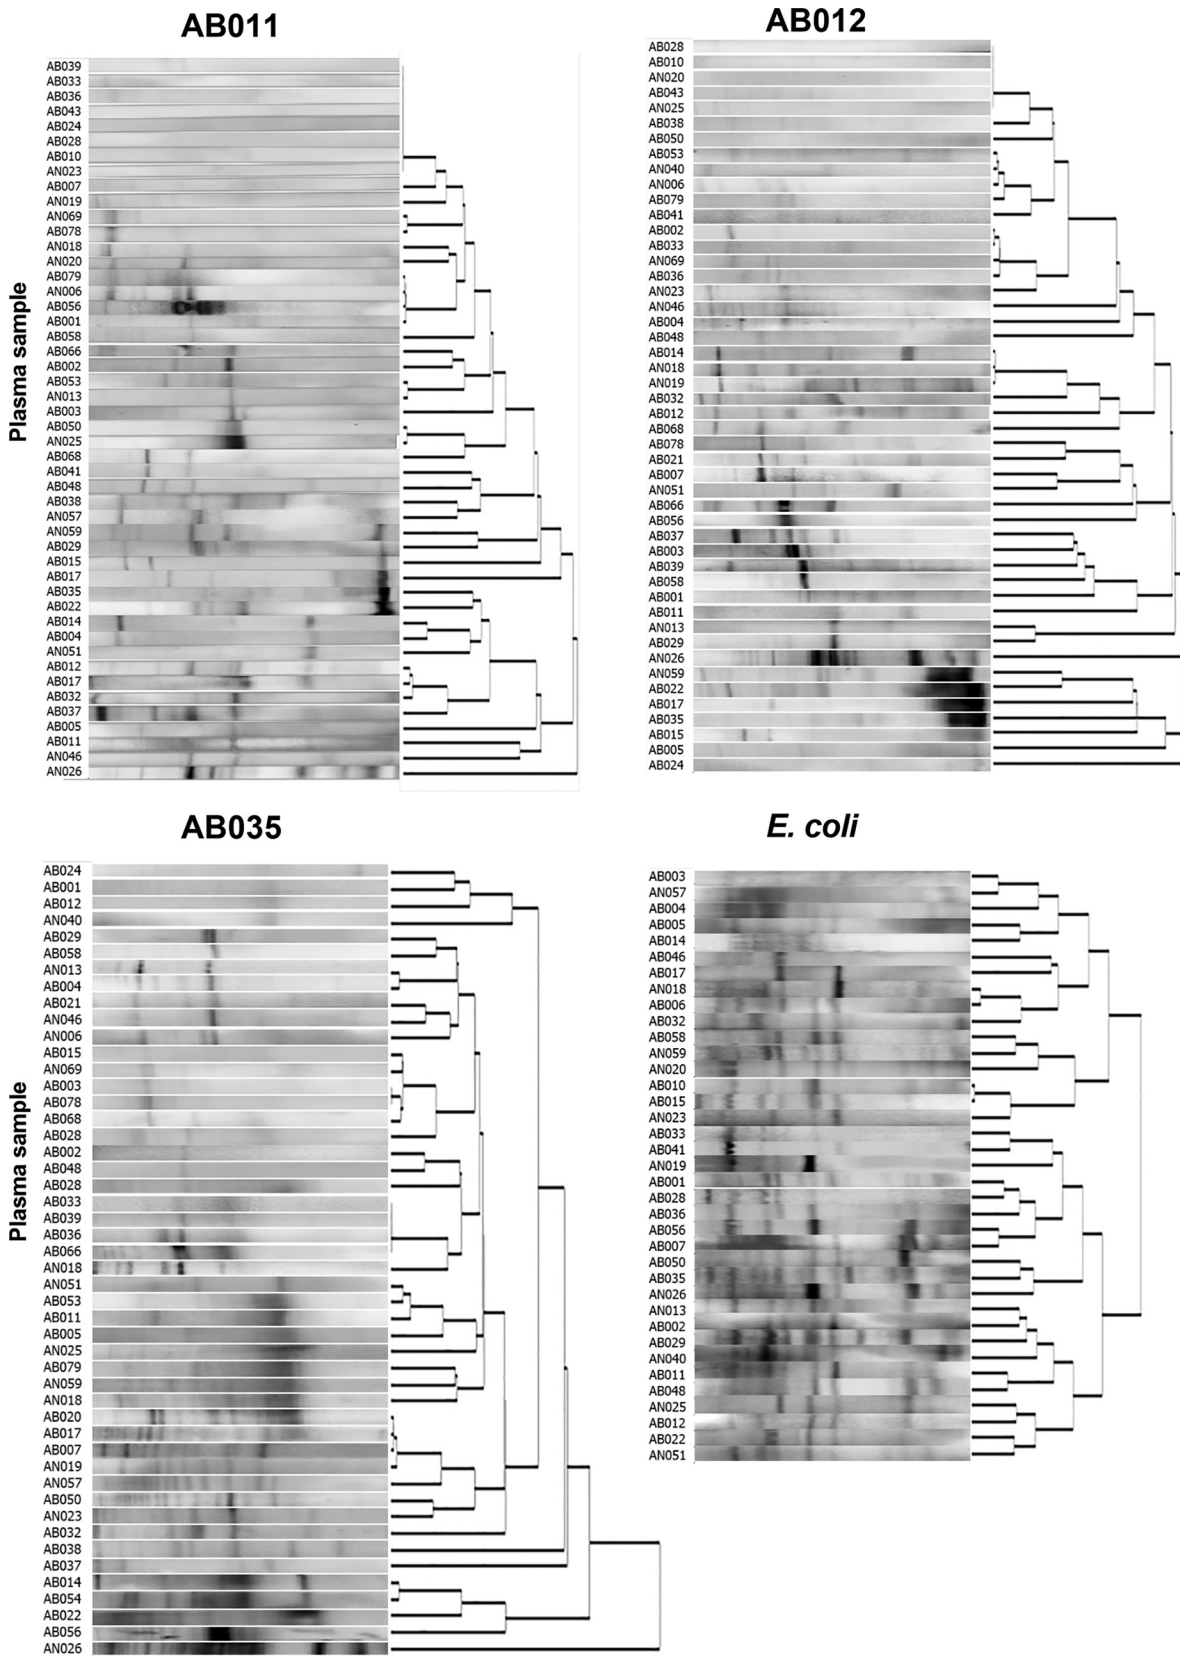 AB011
AB039
AB033
AB036
AB043
AB024
AB028
AB010
AN023
AB007
AN019
AN069
AB078
AN018
AN020
AB079
AN006
AB056
AB001
AB058
AB066
AB002
AB053
AN013
AB003
AB050
AN025
AB068
AB041
AB048
AB038
AN057
AN059
AB029
AB015
AB017
AB035
AB022
AB014
AB004
AN051
AB012
AB017
AB032
AB037
AB005
AB011
AN046
AN026
Plasma sample
AB012
AB028
AB010
AN020
AB043
AN025
AB038
AB050
AB053
AN040
AN006
AB079
AB041
AB002
AB033
AN069
AB036
AN023
AN046
AB004
AB048
AB014
AN018
AN019
AB032
AB012
AB068
AB078
AB021
AB007
AN051
AB066
AB056
AB037
AB003
AB039
AB058
AB001
AB011
AN013
AB029
AN026
AN059
AB022
AB017
AB035
AB015
AB005
AB024
AB035
AB024
AB001
AB012
AN040
AB029
AB058
AN013
AB004
AB021
AN046
AN006
AB015
AN069
AB003
AB078
AB068
AB028
AB002
AB048
AB028
AB033
AB039
AB036
AB066
AN018
AN051
AB053
AB011
AB005
AN025
AB079
AN059
AN018
AB020
AB017
AB007
AN019
AN057
AB050
AN023
AB032
AB038
AB037
AB014
AB054
AB022
AB056
AN026
Plasma sample
E. coli
AB003
AN057
AB004
AB005
AB014
AB046
AB017
AN018
AB006
AB032
AB058
AN059
AN020
AB010
AB015
AN023
AB033
AB041
AN019
AB001
AB028
AB036
AB056
AB007
AB050
AB035
AN026
AN013
AB002
AB029
AN040
AB011
AB048
AN025
AB012
AB022
AN051